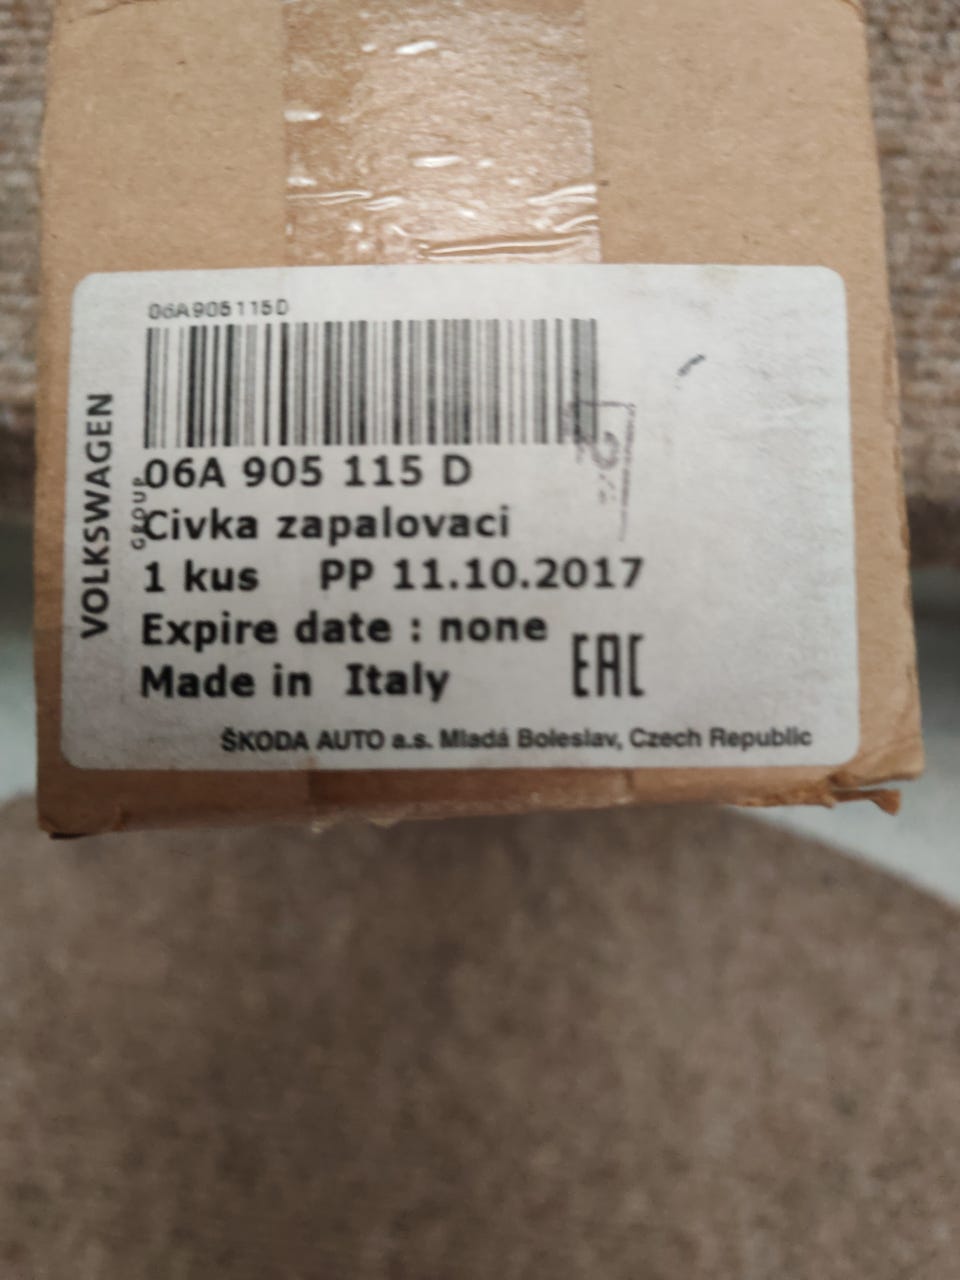 06A905115D
06A 905 115 D
Civka zapalovaci
1 kus PP 11.10.2017
Expire date : none
Made in Italy
EAC
ŠKODA AUTO a.s. Mladá Boleslav, Czech Republic
VOLKSWAGEN
GROUP